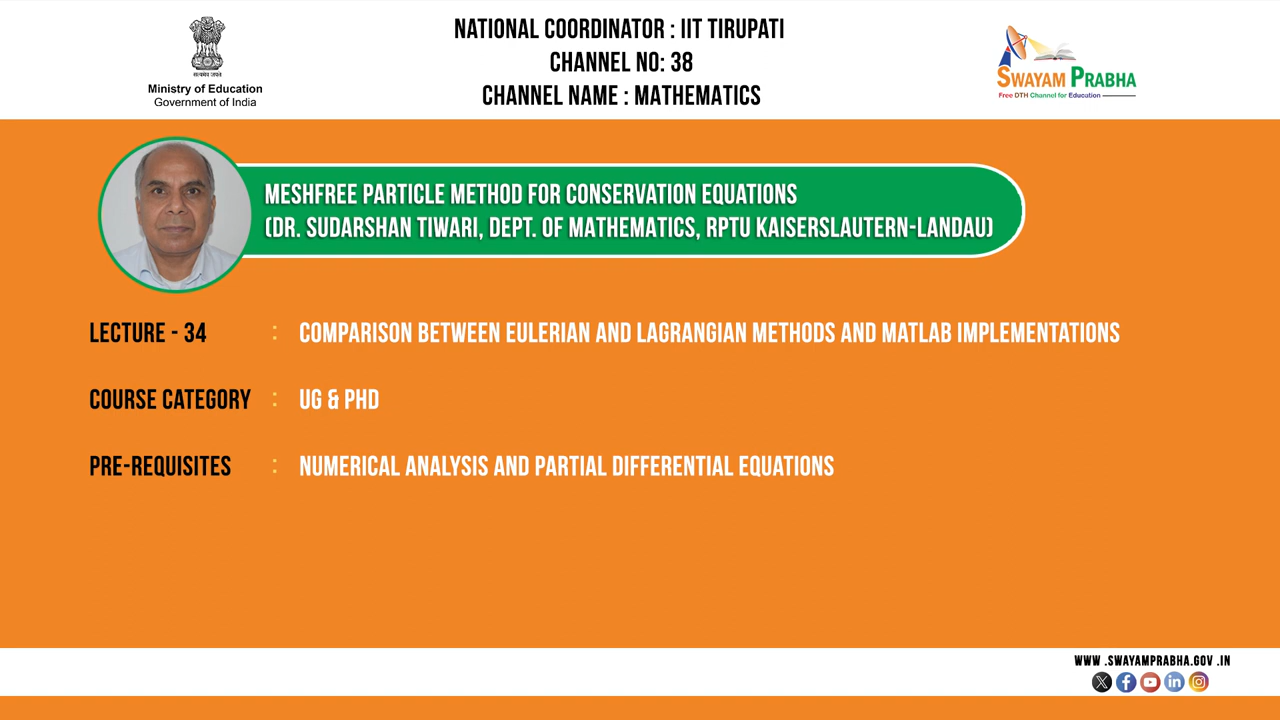 NATIONAL COORDINATOR : IIT TIRUPATI
CHANNEL NO: 38
CHANNEL NAME : MATHEMATICS
सत्यमेव जयते
Ministry of Education
Government of India
SWAYAM PRABHA
Free DTH Channel for Education
MESHFREE PARTICLE METHOD FOR CONSERVATION EQUATIONS
(DR. SUDARSHAN TIWARI, DEPT. OF MATHEMATICS, RPTU KAISERSLAUTERN-LANDAU)
LECTURE - 34 : COMPARISON BETWEEN EULERIAN AND LAGRANGIAN METHODS AND MATLAB IMPLEMENTATIONS
COURSE CATEGORY : UG & PHD
PRE-REQUISITES : NUMERICAL ANALYSIS AND PARTIAL DIFFERENTIAL EQUATIONS
WWW .SWAYAMPRABHA.GOV .IN